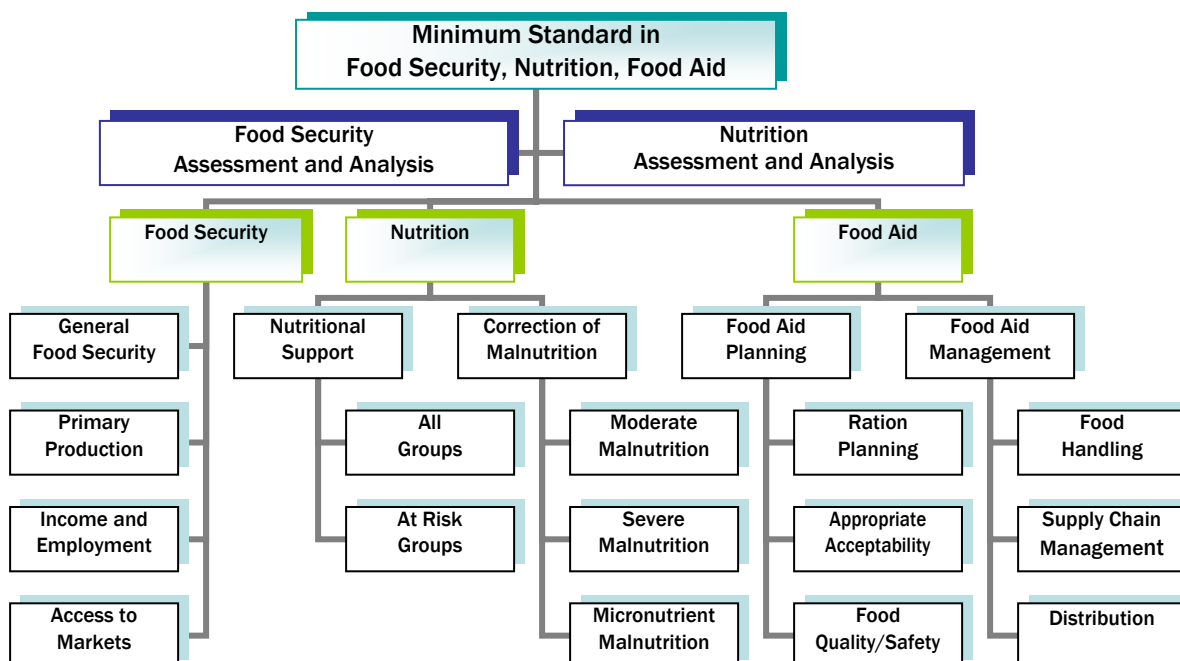 Minimum Standard in
Food Security, Nutrition, Food Aid
Food Security
Assessment and Analysis
Nutrition
Assessment and Analysis
Food Security
Nutrition
Food Aid
General
Food Security
Nutritional
Support
Correction of
Malnutrition
Food Aid
Planning
Food Aid
Management
Primary
Production
All
Groups
Moderate
Malnutrition
Ration
Planning
Food
Handling
Income and
Employment
At Risk
Groups
Severe
Malnutrition
Appropriate
Acceptability
Supply Chain
Management
Access to
Markets
Micronutrient
Malnutrition
Food
Quality/Safety
Distribution